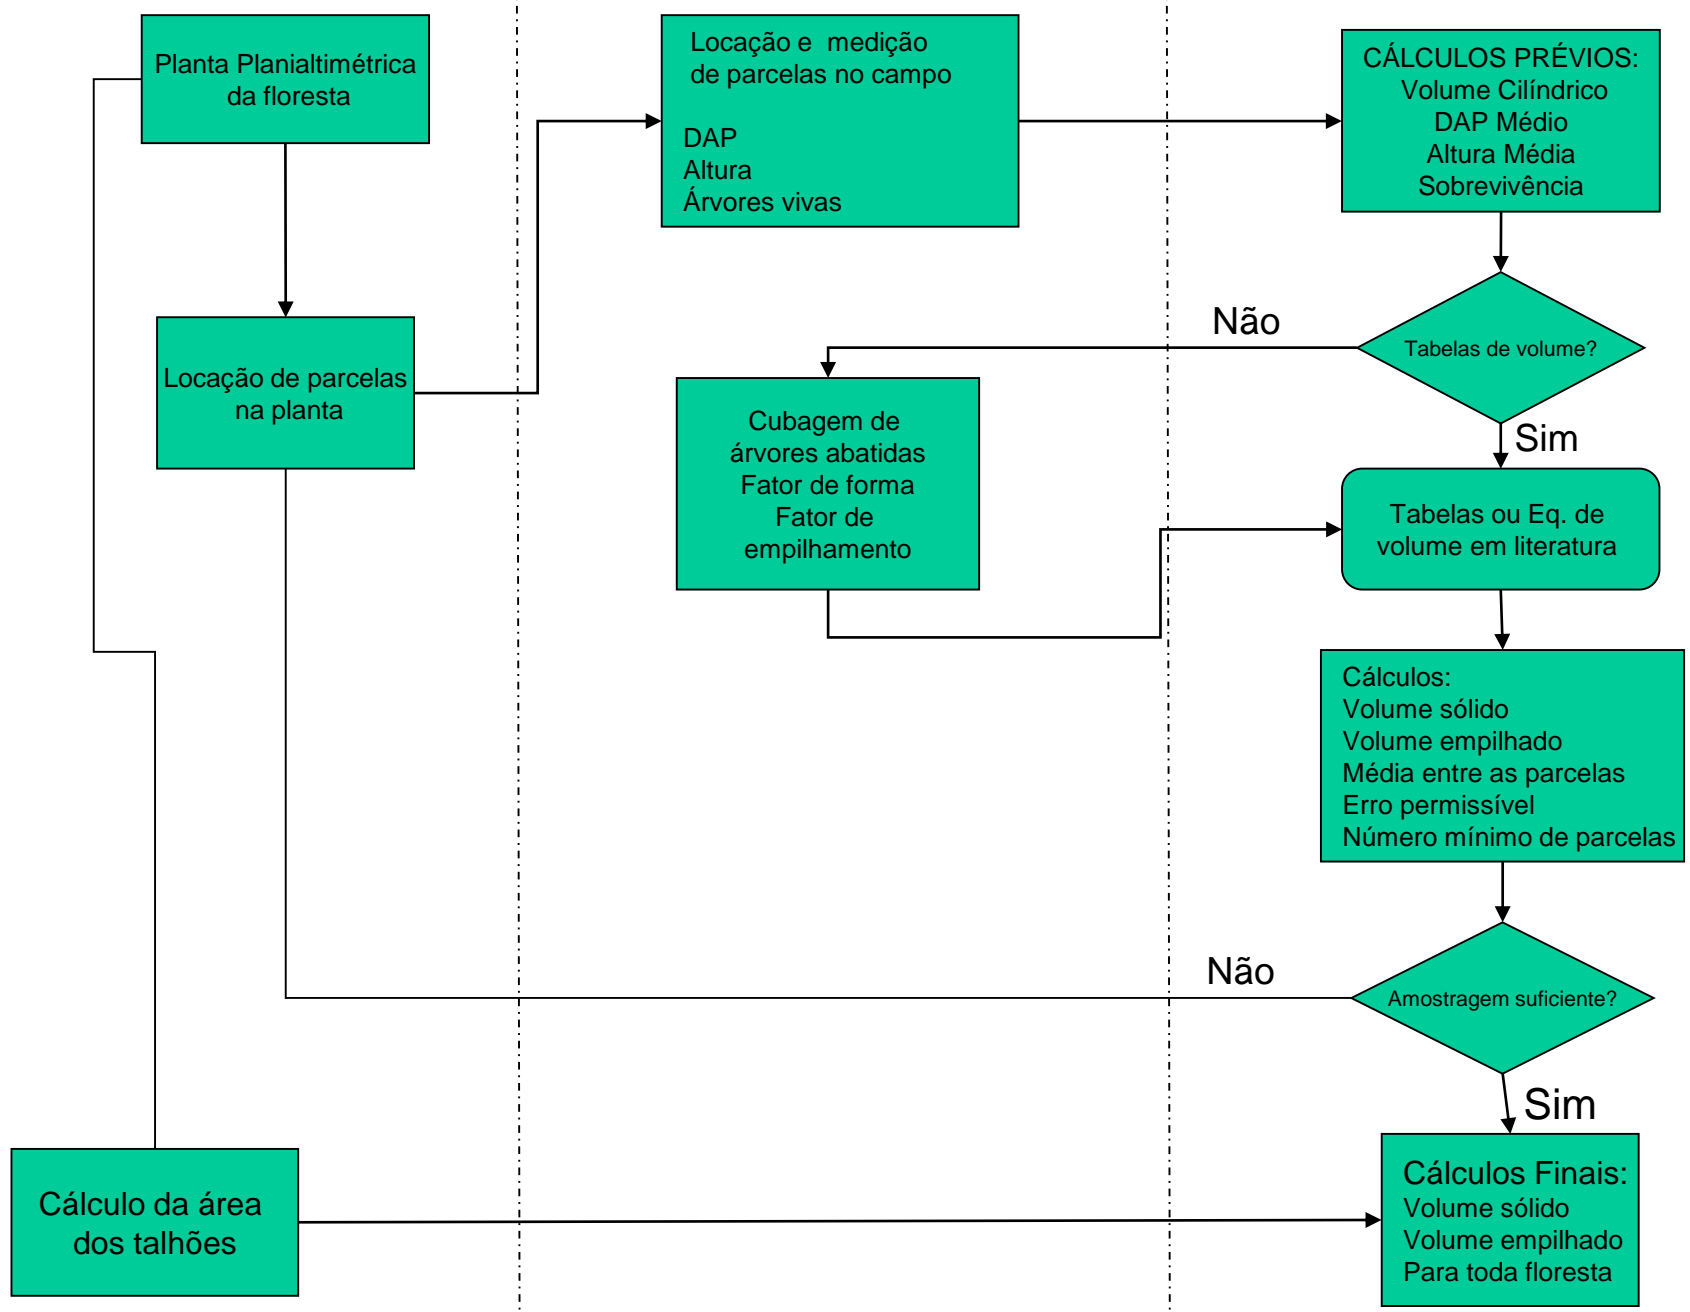 Planta Planialtimétrica
da floresta
Locação e  medição
de parcelas no campo
DAP
Altura
Árvores vivas
CÁLCULOS PRÉVIOS:
Volume Cilíndrico
DAP Médio
Altura Média
Sobrevivência
Locação de parcelas
na planta
Não
Tabelas de volume?
Sim
Cubagem de
árvores abatidas
Fator de forma
Fator de
empilhamento
Tabelas ou Eq. de
volume em literatura
Cálculos:
Volume sólido
Volume empilhado
Média entre as parcelas
Erro permissível
Número mínimo de parcelas
Não
Amostragem suficiente?
Sim
Cálculo da área
dos talhões
Cálculos Finais:
Volume sólido
Volume empilhado
Para toda floresta